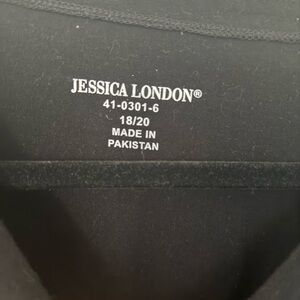 JESSICA LONDON®
41-0301-6
18/20
MADE IN
PAKISTAN